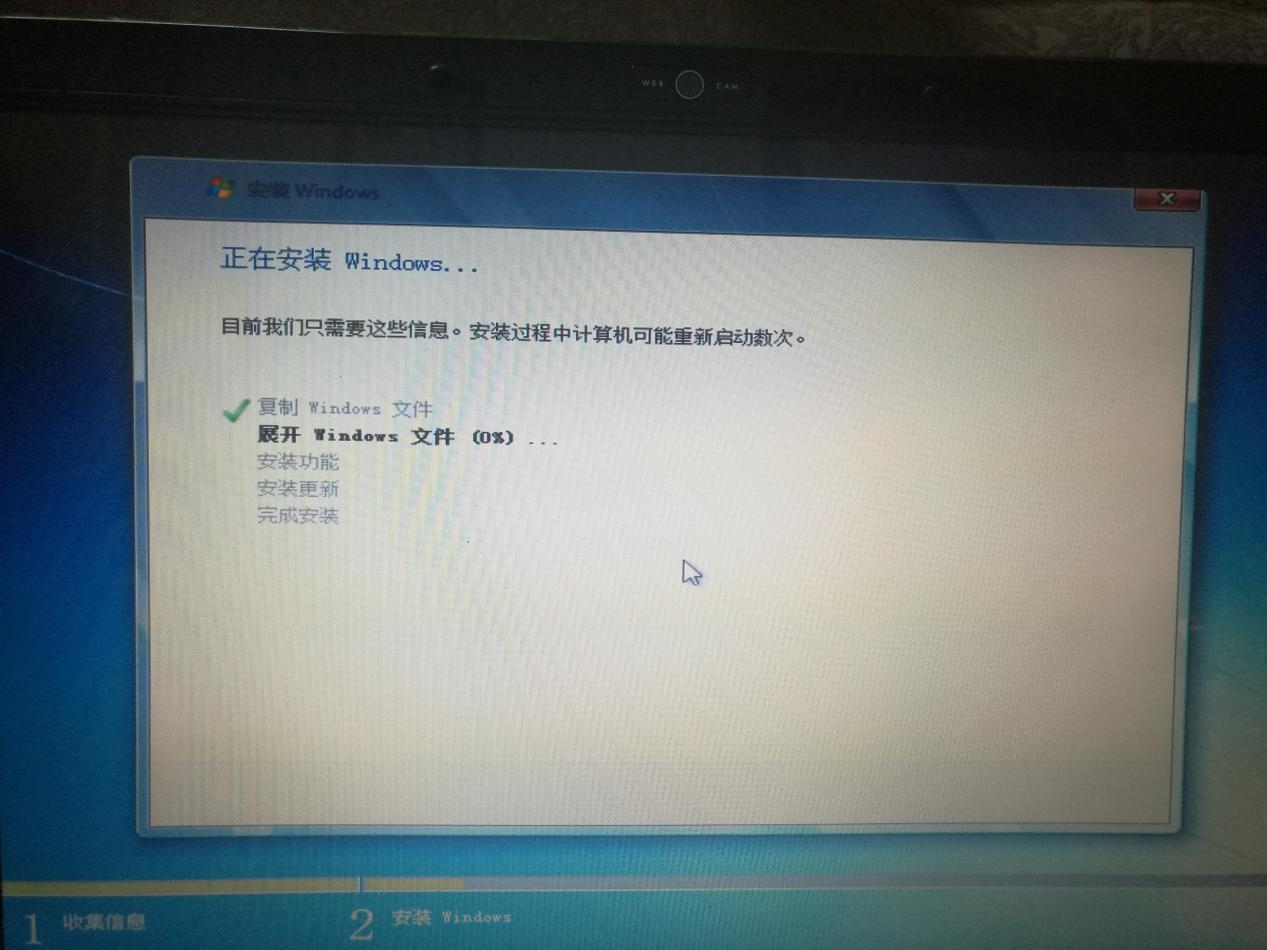 WEB CAM
安装 Windows
正在安装 Windows...
目前我们只需要这些信息。安装过程中计算机可能重新启动数次。
复制 Windows 文件
展开 Windows 文件 (0%) ...
安装功能
安装更新
完成安装
1 收集信息
2 安装 Windows